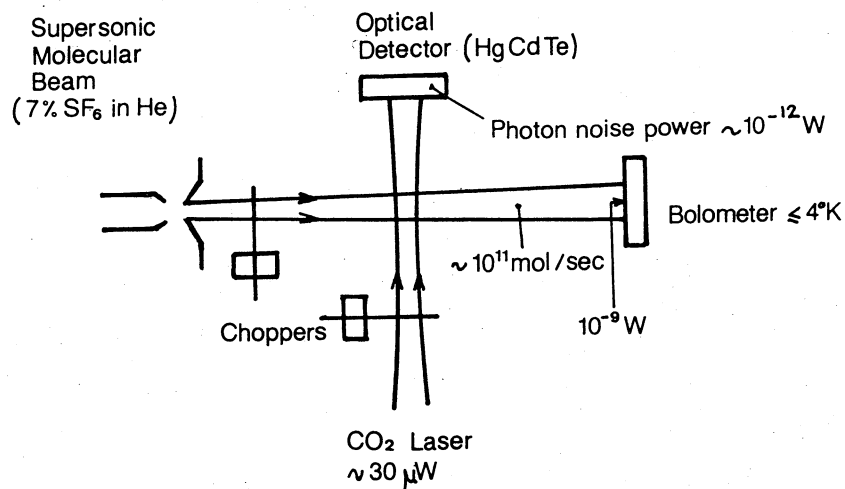 Supersonic
Molecular
Beam
(7% SF₆ in He)
Optical
Detector (HgCdTe)
Photon noise power ~10⁻¹²W
Bolometer ≤ 4°K
~10¹¹mol/sec
10⁻⁹W
Choppers
CO₂ Laser
~30 µW